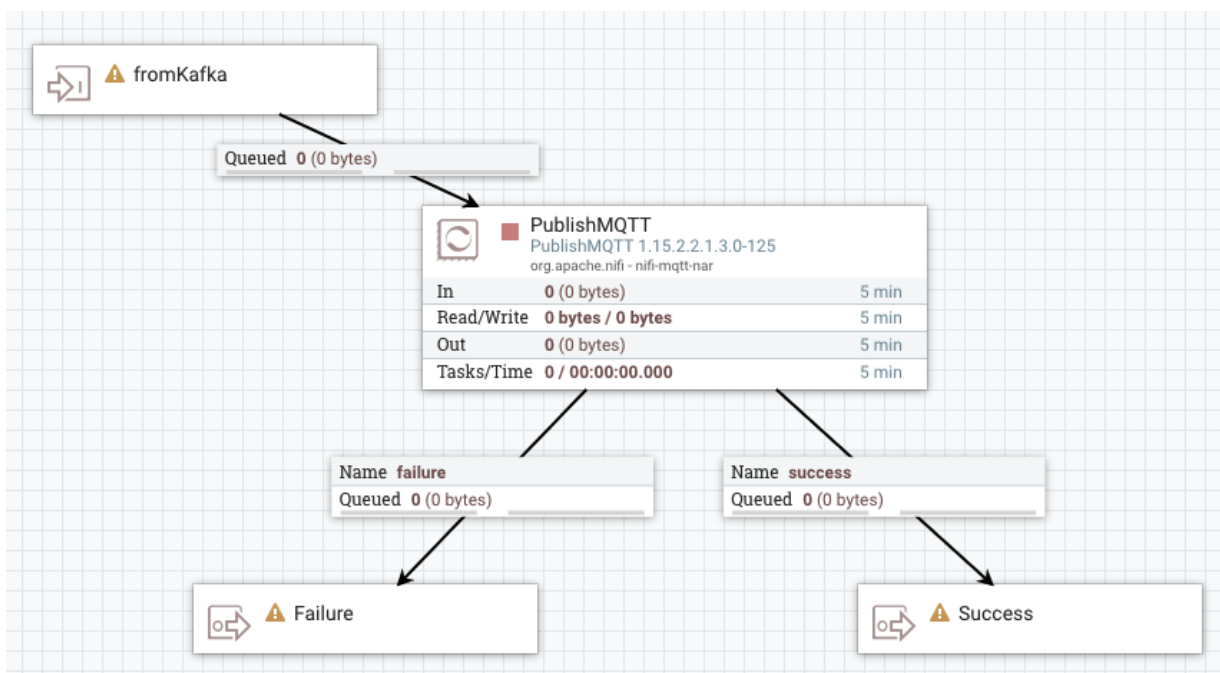 fromKafka
Queued 0 (0 bytes)
PublishMQTT
PublishMQTT 1.15.2.2.1.3.0-125
org.apache.nifi - nifi-mqtt-nar
In 0 (0 bytes) 5 min
Read/Write 0 bytes / 0 bytes 5 min
Out 0 (0 bytes) 5 min
Tasks/Time 0 / 00:00:00.000 5 min
Name failure
Queued 0 (0 bytes)
Name success
Queued 0 (0 bytes)
Failure
Success